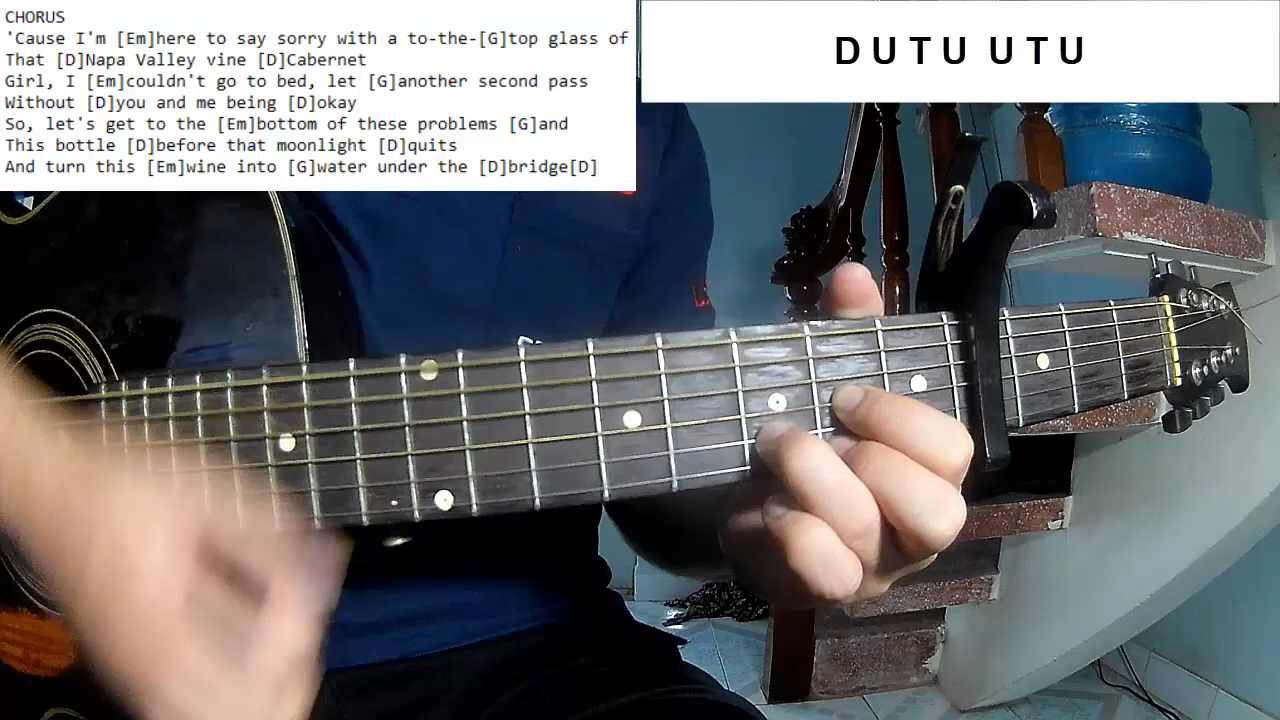 CHORUS
'Cause I'm [Em]here to say sorry with a to-the-[G]top glass of
That [D]Napa Valley vine [D]Cabernet
Girl, I [Em]couldn't go to bed, let [G]another second pass
Without [D]you and me being [D]okay
So, let's get to the [Em]bottom of these problems [G]and
This bottle [D]before that moonlight [D]quits
And turn this [Em]wine into [G]water under the [D]bridge[D]
D U T U U T U